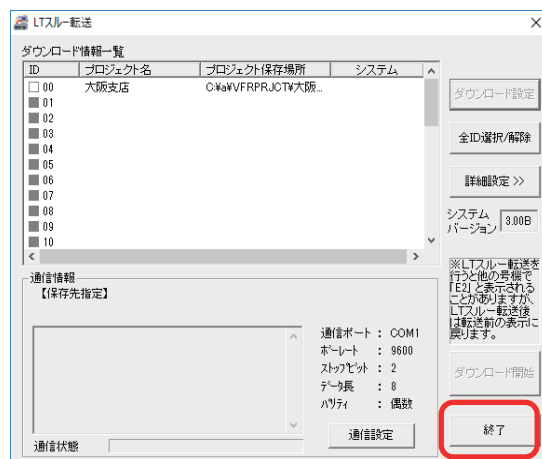 LTスルー転送
ダウンロード情報一覧
ID プロジェクト名 プロジェクト保存場所 システム
00 大阪支店 C:¥a¥VFRPRJCT¥大阪...
01
02
03
04
05
06
07
08
09
10
ダウンロード設定
全ID選択/解除
詳細設定 >>
システム
バージョン 3.00B
※LTスルー転送を
行うと他の号機で
「E2」と表示される
ことがありますが、
LTスルー転送後
は転送前の表示に
戻ります。
通信情報
【保存先指定】
通信ポート : COM1
ボーレート : 9600
ストップビット : 2
データ長 : 8
パリティ : 偶数
通信設定
通信状態
ダウンロード開始
終了